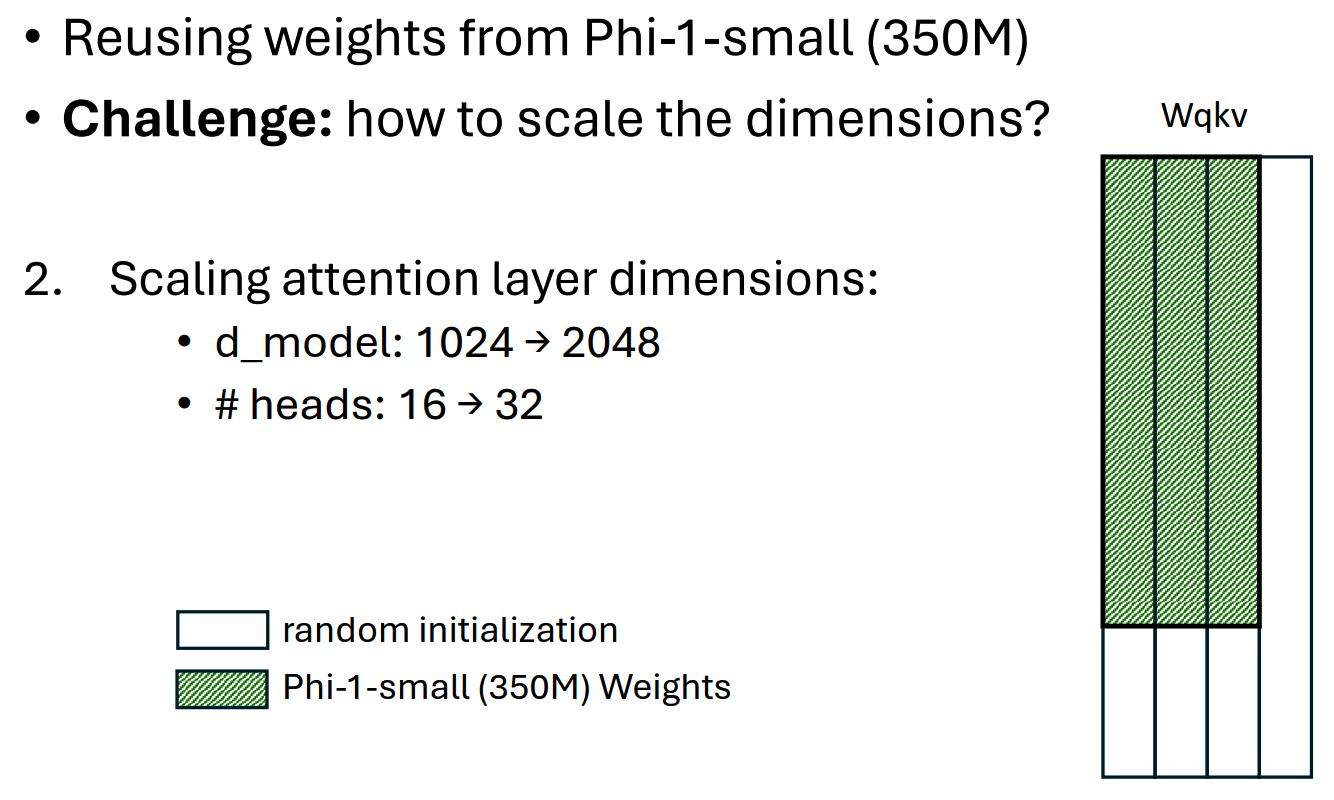 • Reusing weights from Phi-1-small (350M)
• Challenge: how to scale the dimensions?
Wqkv
2. Scaling attention layer dimensions:
• d_model: 1024 → 2048
• # heads: 16 → 32
random initialization
Phi-1-small (350M) Weights